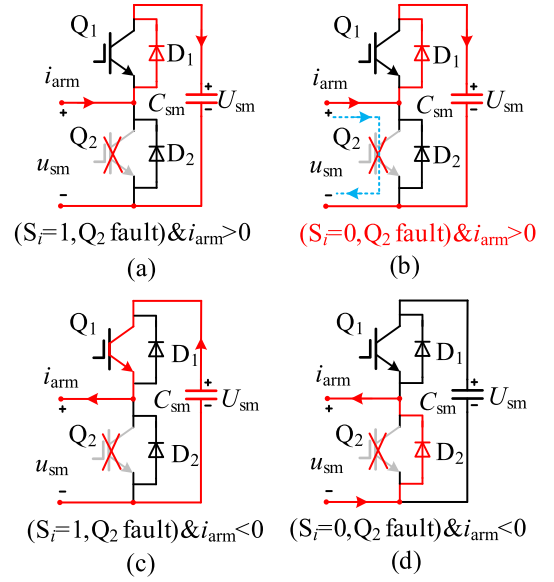 Q1 D1 Q1 D1
iarm iarm
+ Csm + Usm + Csm + Usm
- -
Q2 Q2
usm D2 usm D2
- -
(Si=1,Q2 fault)&iarm>0 (Si=0,Q2 fault)&iarm>0
(a) (b)
Q1 D1 Q1 D1
iarm iarm
+ Csm + Usm + Csm + Usm
- -
Q2 Q2
usm D2 usm D2
- -
(Si=1,Q2 fault)&iarm<0 (Si=0,Q2 fault)&iarm<0
(c) (d)